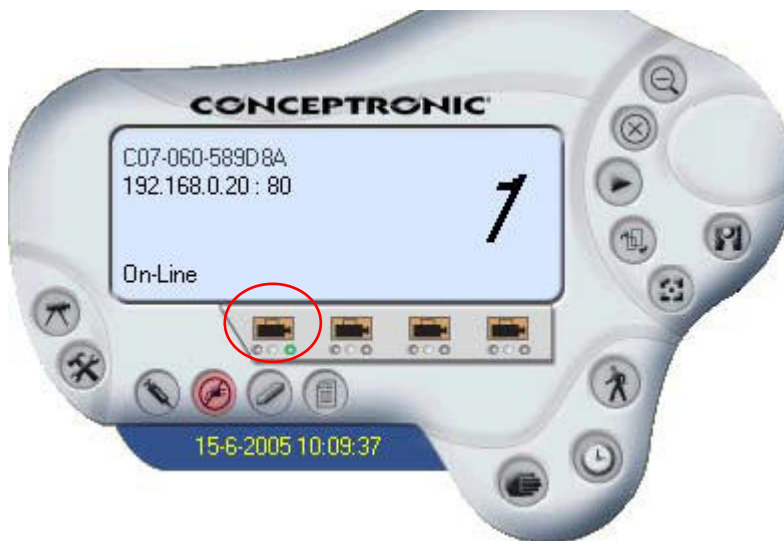 CONCEPTRONIC
C07-060-589D8A
192.168.0.20 : 80
1
On-Line
15-6-2005 10:09:37